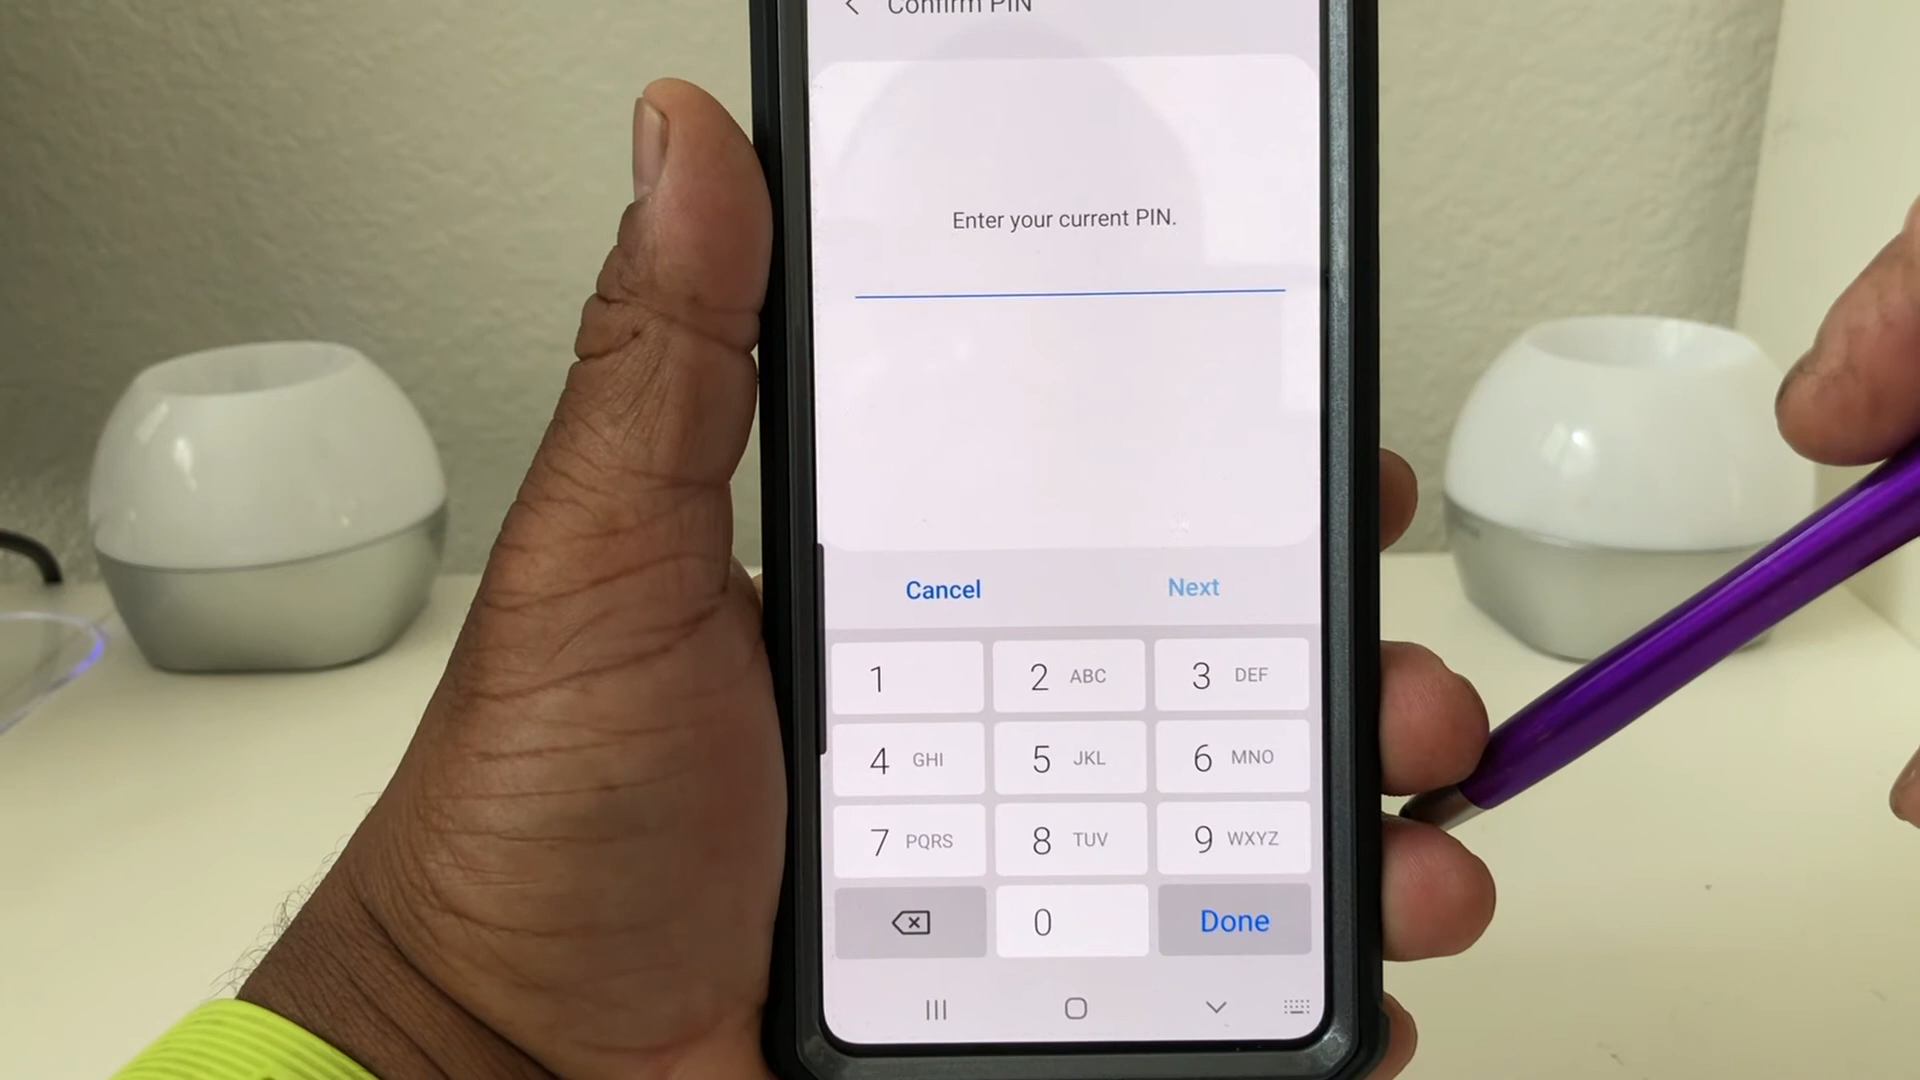 Confirm PIN
Enter your current PIN.
Cancel Next
1 2 ABC 3 DEF
4 GHI 5 JKL 6 MNO
7 PQRS 8 TUV 9 WXYZ
0 Done